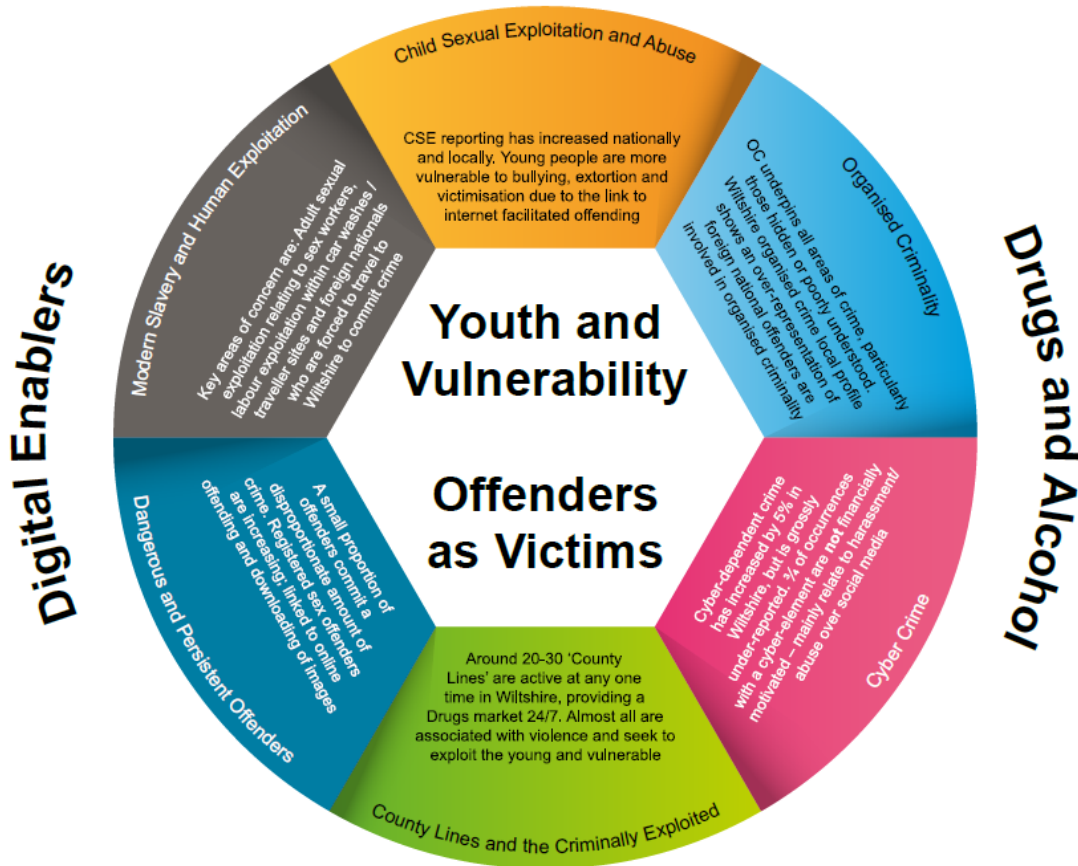 Child Sexual Exploitation and Abuse
CSE reporting has increased nationally
and locally. Young people are more
vulnerable to bullying, extortion and
victimisation due to the link to
internet facilitated offending
Organised Criminality
OC underpins all areas of crime, particularly
those hidden or poorly understood.
Wiltshire organised crime local profile
shows an over-representation of
foreign national offenders are
involved in organised criminality
Cyber Crime
Cyber-dependent crime
has increased by 5% in
Wiltshire, but is grossly
under-reported. ¾ of occurrences
with a cyber-element are not financially
motivated – mainly relate to harassment/
abuse over social media
County Lines and the Criminally Exploited
Around 20-30 ‘County
Lines’ are active at any one
time in Wiltshire, providing a
Drugs market 24/7. Almost all are
associated with violence and seek to
exploit the young and vulnerable
Dangerous and Persistent Offenders
A small proportion of
offenders commit a
disproportionate amount of
crime. Registered sex offenders
are increasing; linked to online
offending and downloading of images
Modern Slavery and Human Exploitation
Key areas of concern are: Adult sexual
exploitation relating to sex workers,
labour exploitation within car washes /
traveller sites and foreign nationals
who are forced to travel to
Wiltshire to commit crime
Youth and
Vulnerability
Offenders
as Victims
Digital Enablers
Drugs and Alcohol